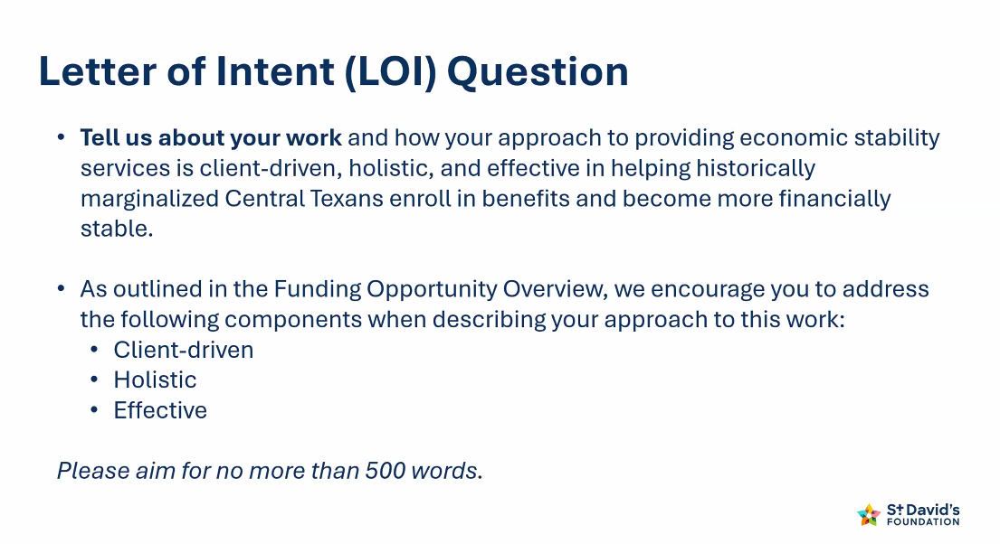 Letter of Intent (LOI) Question
• Tell us about your work and how your approach to providing economic stability
services is client-driven, holistic, and effective in helping historically
marginalized Central Texans enroll in benefits and become more financially
stable.
• As outlined in the Funding Opportunity Overview, we encourage you to address
the following components when describing your approach to this work:
• Client-driven
• Holistic
• Effective
Please aim for no more than 500 words.
St David's
FOUNDATION